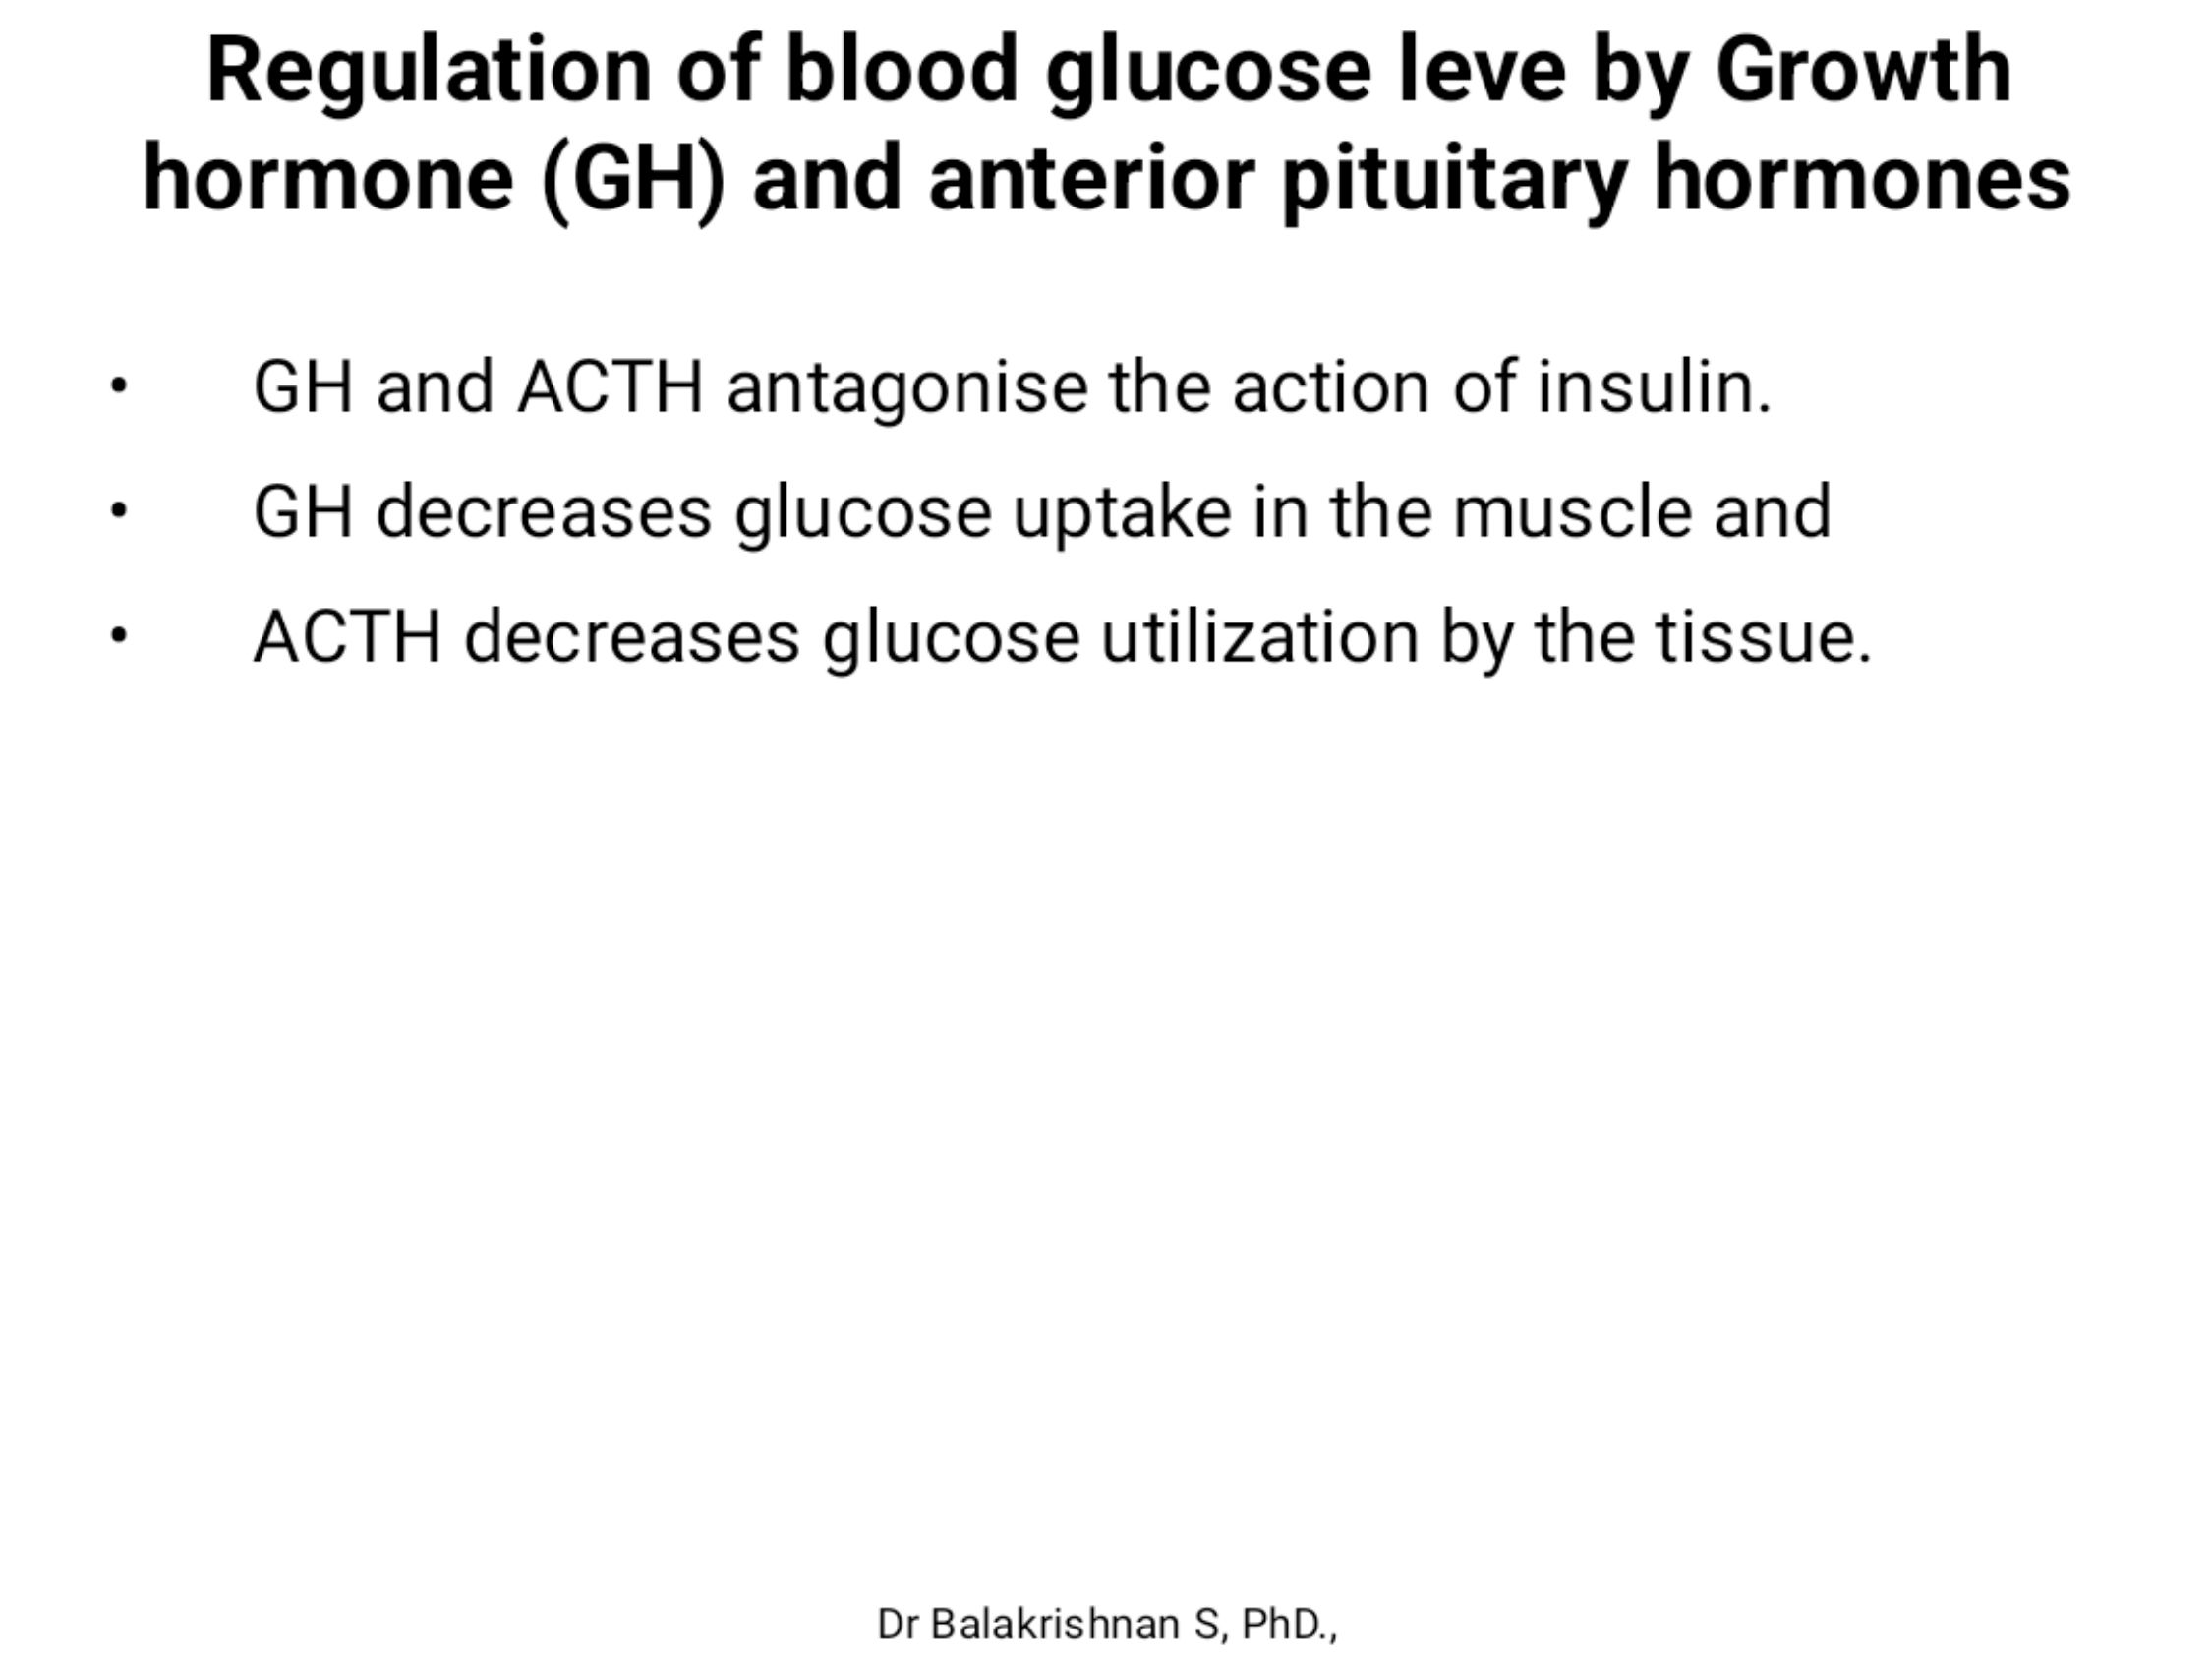 Regulation of blood glucose leve by Growth
hormone (GH) and anterior pituitary hormones
• GH and ACTH antagonise the action of insulin.
• GH decreases glucose uptake in the muscle and
• ACTH decreases glucose utilization by the tissue.
Dr Balakrishnan S, PhD.,